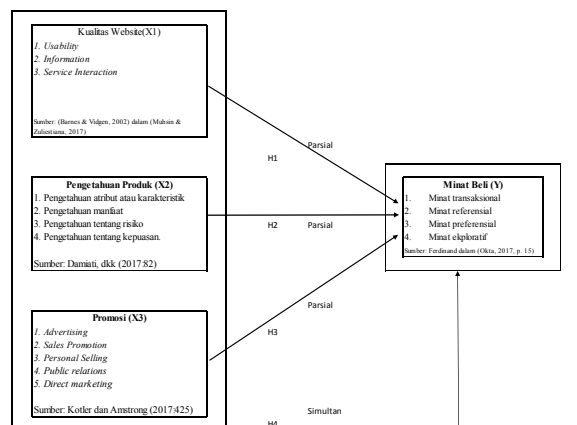 Kualitas Website(X1)
1. Usability
2. Information
3. Service Interaction
Sumber: (Barnes & Vidgen, 2002) dalam (Muhsin &
Zuliestiana, 2017)
Parsial
H1
Pengetahuan Produk (X2)
1. Pengetahuan atribut atau karakteristik
2. Pengetahuan manfaat
3. Pengetahuan tentang risiko
4. Pengetahuan tentang kepuasan.
Sumber: Damiati, dkk (2017:82)
H2
Parsial
Minat Beli (Y)
1. Minat transaksional
2. Minat referensial
3. Minat preferensial
4. Minat ekploratif
Sumber: Ferdinand dalam (Okta, 2017, p. 15)
Promosi (X3)
1. Advertising
2. Sales Promotion
3. Personal Selling
4. Public relations
5. Direct marketing
Sumber: Kotler dan Amstrong (2017:425)
Parsial
H3
Simultan
H4